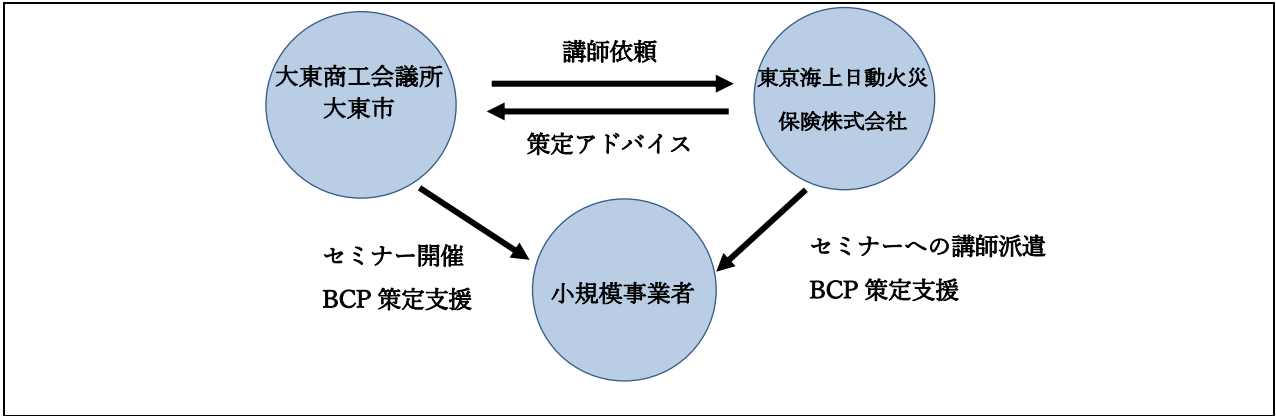 講師依頼
大東商工会議所
大東市
東京海上日動火災
保険株式会社
策定アドバイス
セミナー開催
BCP 策定支援
セミナーへの講師派遣
BCP 策定支援
小規模事業者